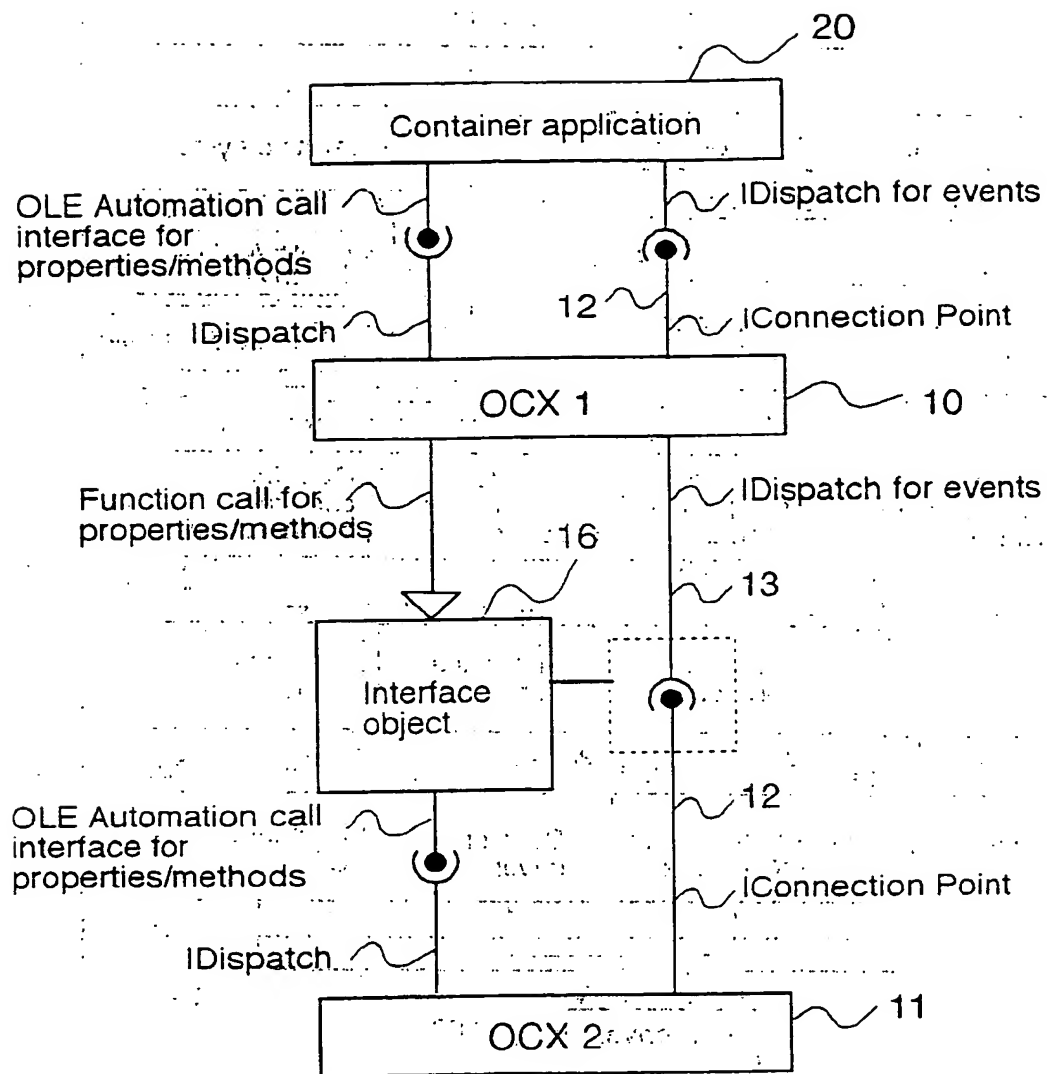 20
Container application
OLE Automation call
interface for
properties/methods
IDispatch for events
12
IDispatch
IConnection Point
OCX 1
10
Function call for
properties/methods
IDispatch for events
16
13
Interface
object
12
OLE Automation call
interface for
properties/methods
IConnection Point
IDispatch
11
OCX 2